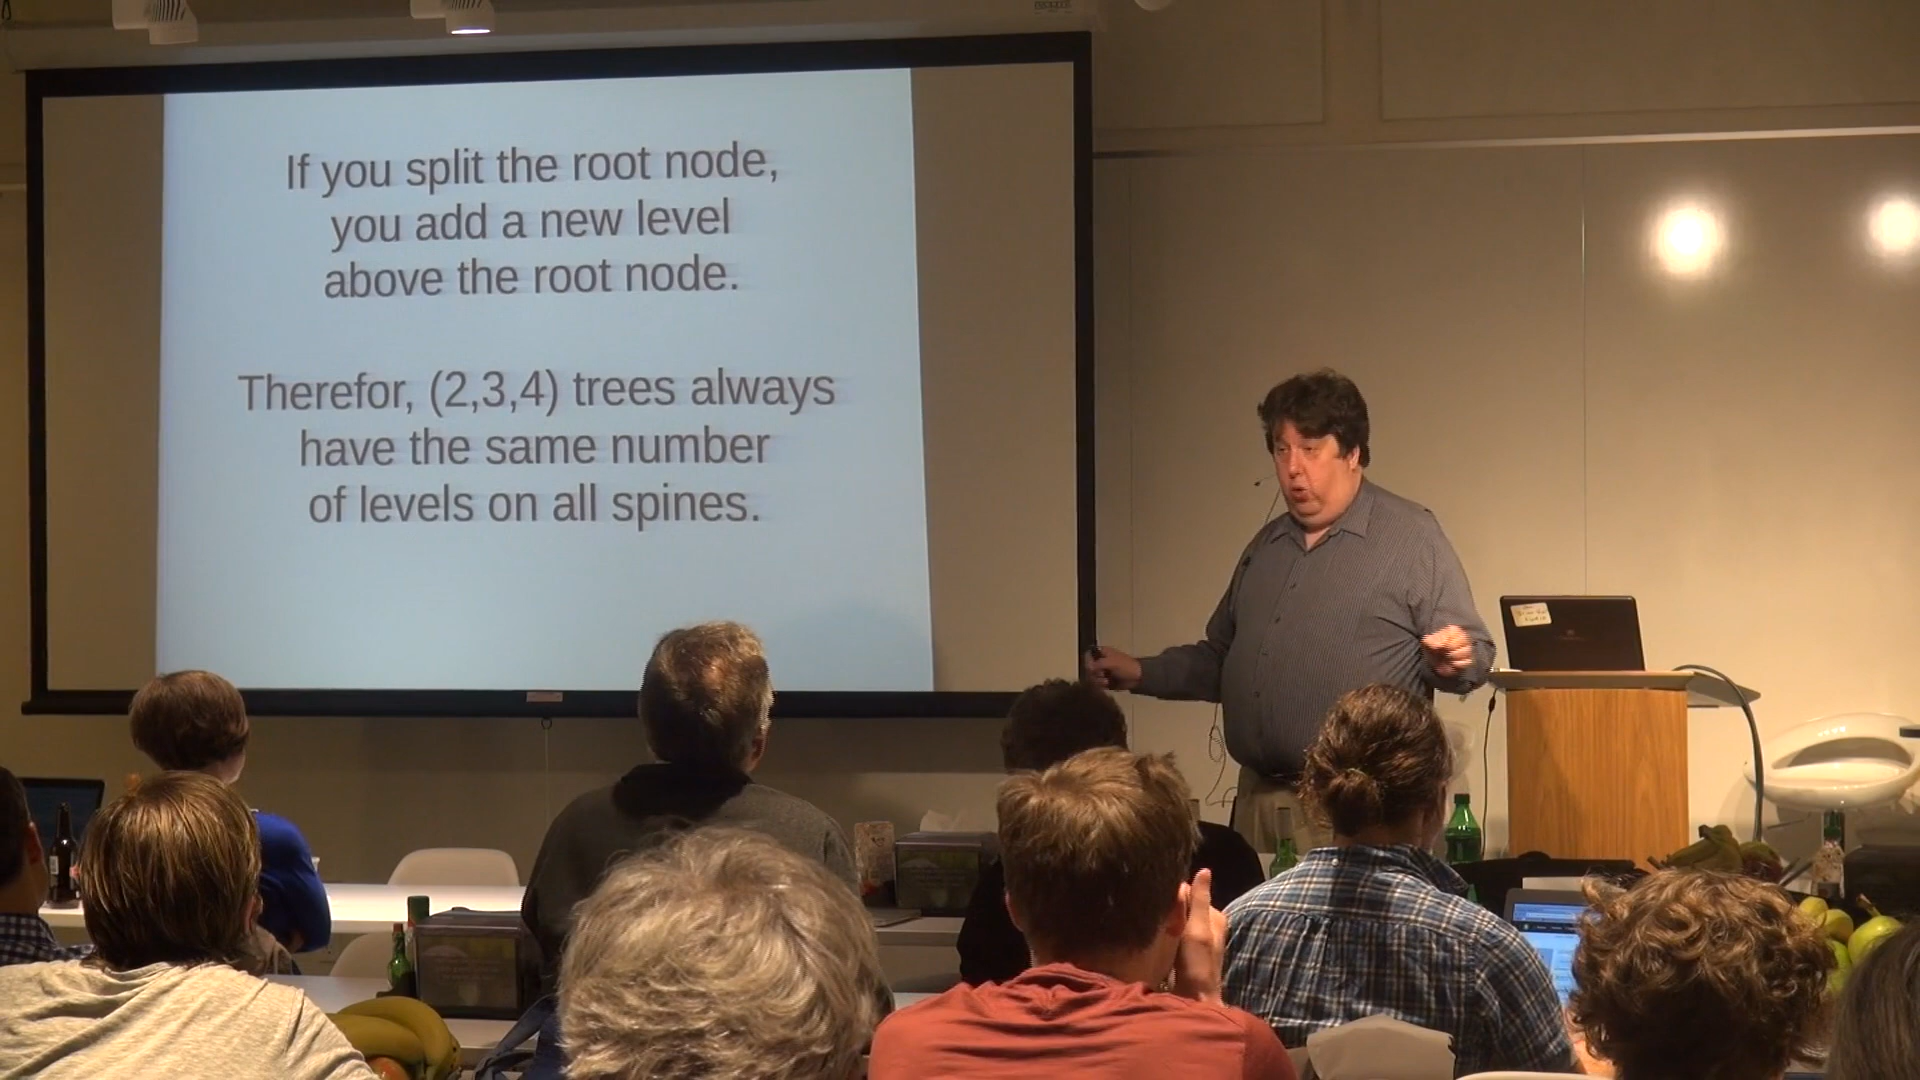 If you split the root node,
you add a new level
above the root node.
Therefor, (2,3,4) trees always
have the same number
of levels on all spines.